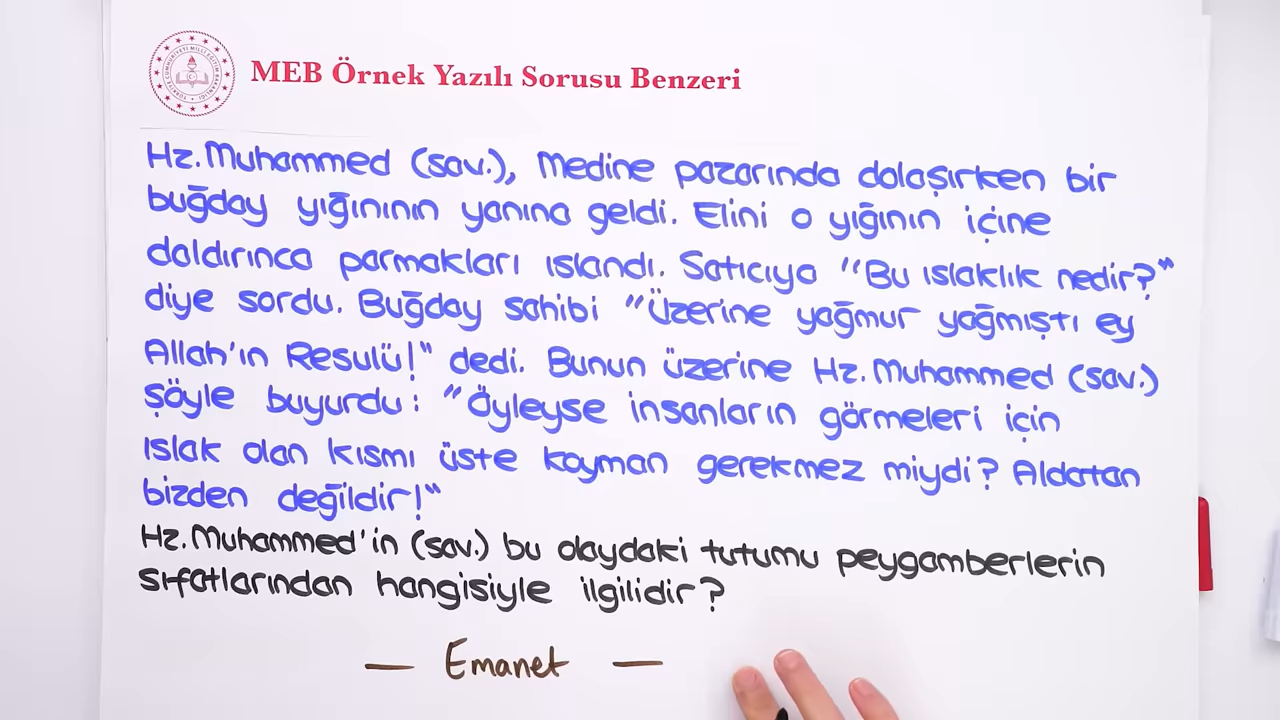 MEB Örnek Yazılı Sorusu Benzeri
Hz. Muhammed (sav.), Medine pazarında dolaşırken bir
buğday yığınının yanına geldi. Elini o yığının içine
daldırınca parmakları ıslandı. Satıcıya "Bu ıslaklık nedir?"
diye sordu. Buğday sahibi "Üzerine yağmur yağmıştı ey
Allah'ın Resulü!" dedi. Bunun üzerine Hz. Muhammed (sav.)
şöyle buyurdu: "Öyleyse insanların görmeleri için
ıslak olan kısmı üste koyman gerekmez miydi? Aldatan
bizden değildir!"
Hz. Muhammed'in (sav.) bu olaydaki tutumu peygamberlerin
sıfatlarından hangisiyle ilgilidir?
— Emanet —